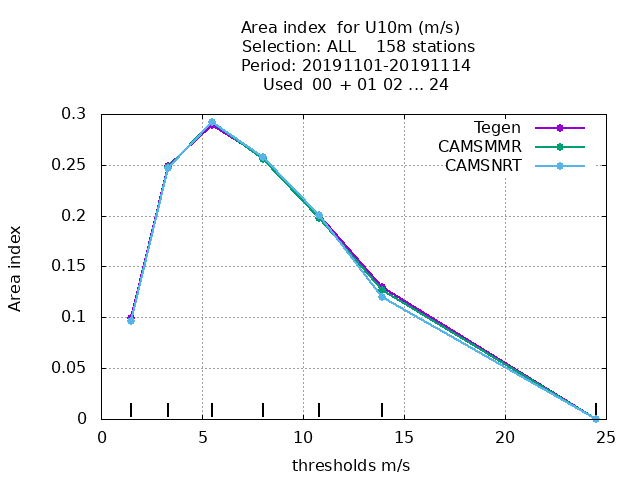 Area index  for U10m (m/s)
Selection: ALL    158 stations
Period: 20191101-20191114
Used  00 + 01 02 ... 24
0.3
0.25
0.2
0.15
0.1
0.05
0
Area index
Tegen
CAMSMMR
CAMSNRT
0 5 10 15 20 25
thresholds m/s